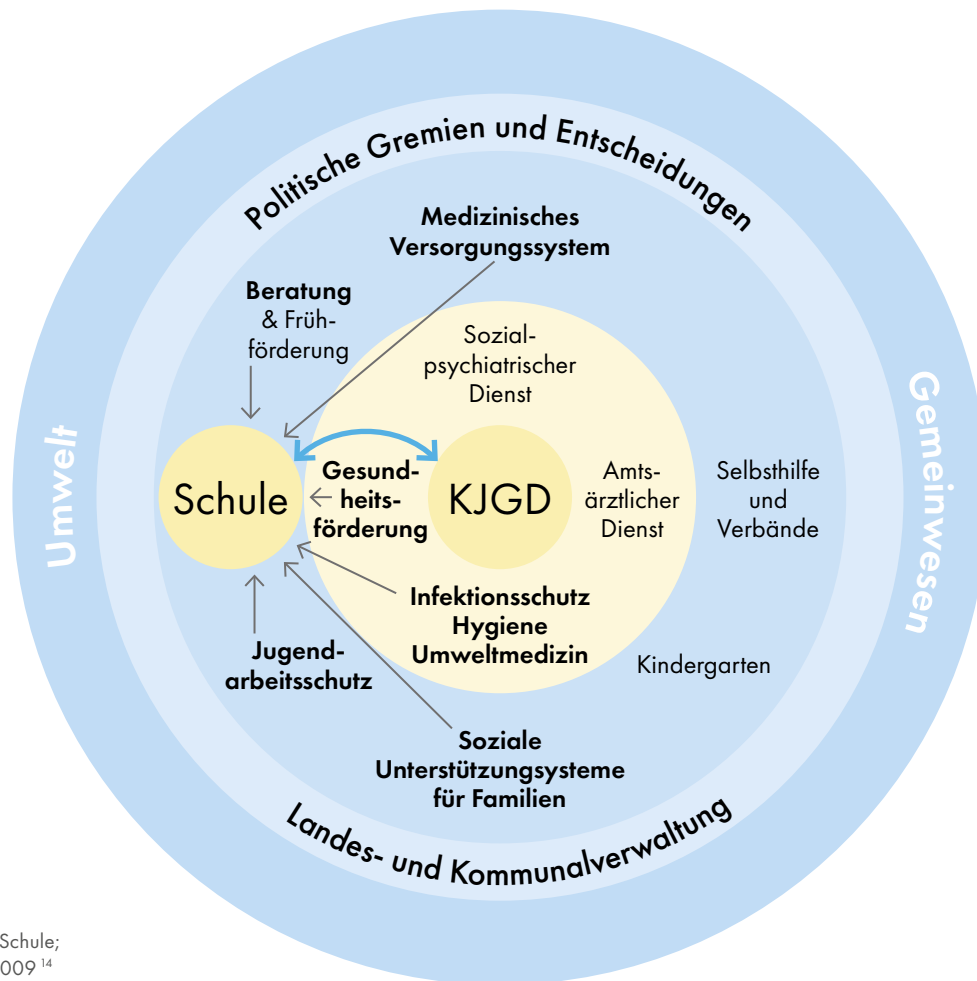 Politische Gremien und Entscheidungen
Medizinisches
Versorgungssystem
Beratung
& Früh-
förderung
Sozial-
psychiatrischer
Dienst
Umwelt
Gemeinwesen
Schule
Gesund-
heits-
förderung
KJGD
Amts-
ärztlicher
Dienst
Selbsthilfe
und
Verbände
Infektionsschutz
Hygiene
Umweltmedizin
Jugend-
arbeitsschutz
Kindergarten
Soziale
Unterstützungsysteme
für Familien
Landes- und Kommunalverwaltung
Schule;
009 14